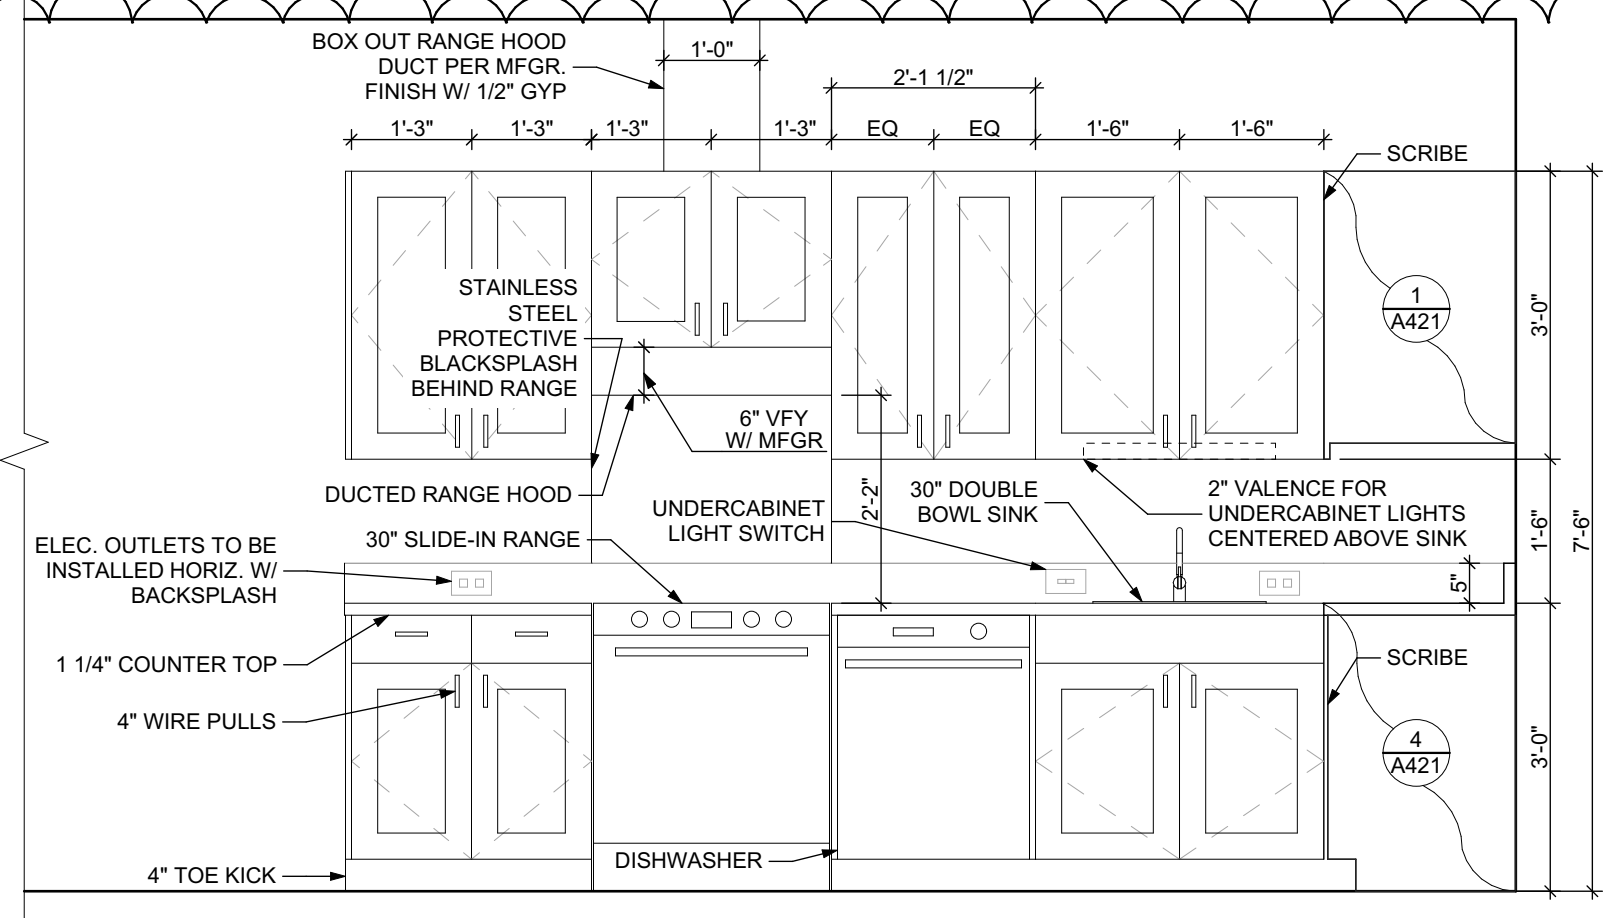 BOX OUT RANGE HOOD
DUCT PER MFGR.
FINISH W/ 1/2" GYP
1'-0"
2'-1 1/2"
1'-3"
1'-3"
1'-3"
1'-3"
EQ
EQ
1'-6"
1'-6"
SCRIBE
STAINLESS
STEEL
PROTECTIVE
BLACKSPLASH
BEHIND RANGE
1
A421
3'-0"
6" VFY
W/ MFGR
DUCTED RANGE HOOD
UNDERCABINET
LIGHT SWITCH
2'-2"
30" DOUBLE
BOWL SINK
2" VALENCE FOR
UNDERCABINET LIGHTS
CENTERED ABOVE SINK
1'-6"
7'-6"
30" SLIDE-IN RANGE
ELEC. OUTLETS TO BE
INSTALLED HORIZ. W/
BACKSPLASH
5"
1 1/4" COUNTER TOP
SCRIBE
4" WIRE PULLS
4
A421
3'-0"
DISHWASHER
4" TOE KICK